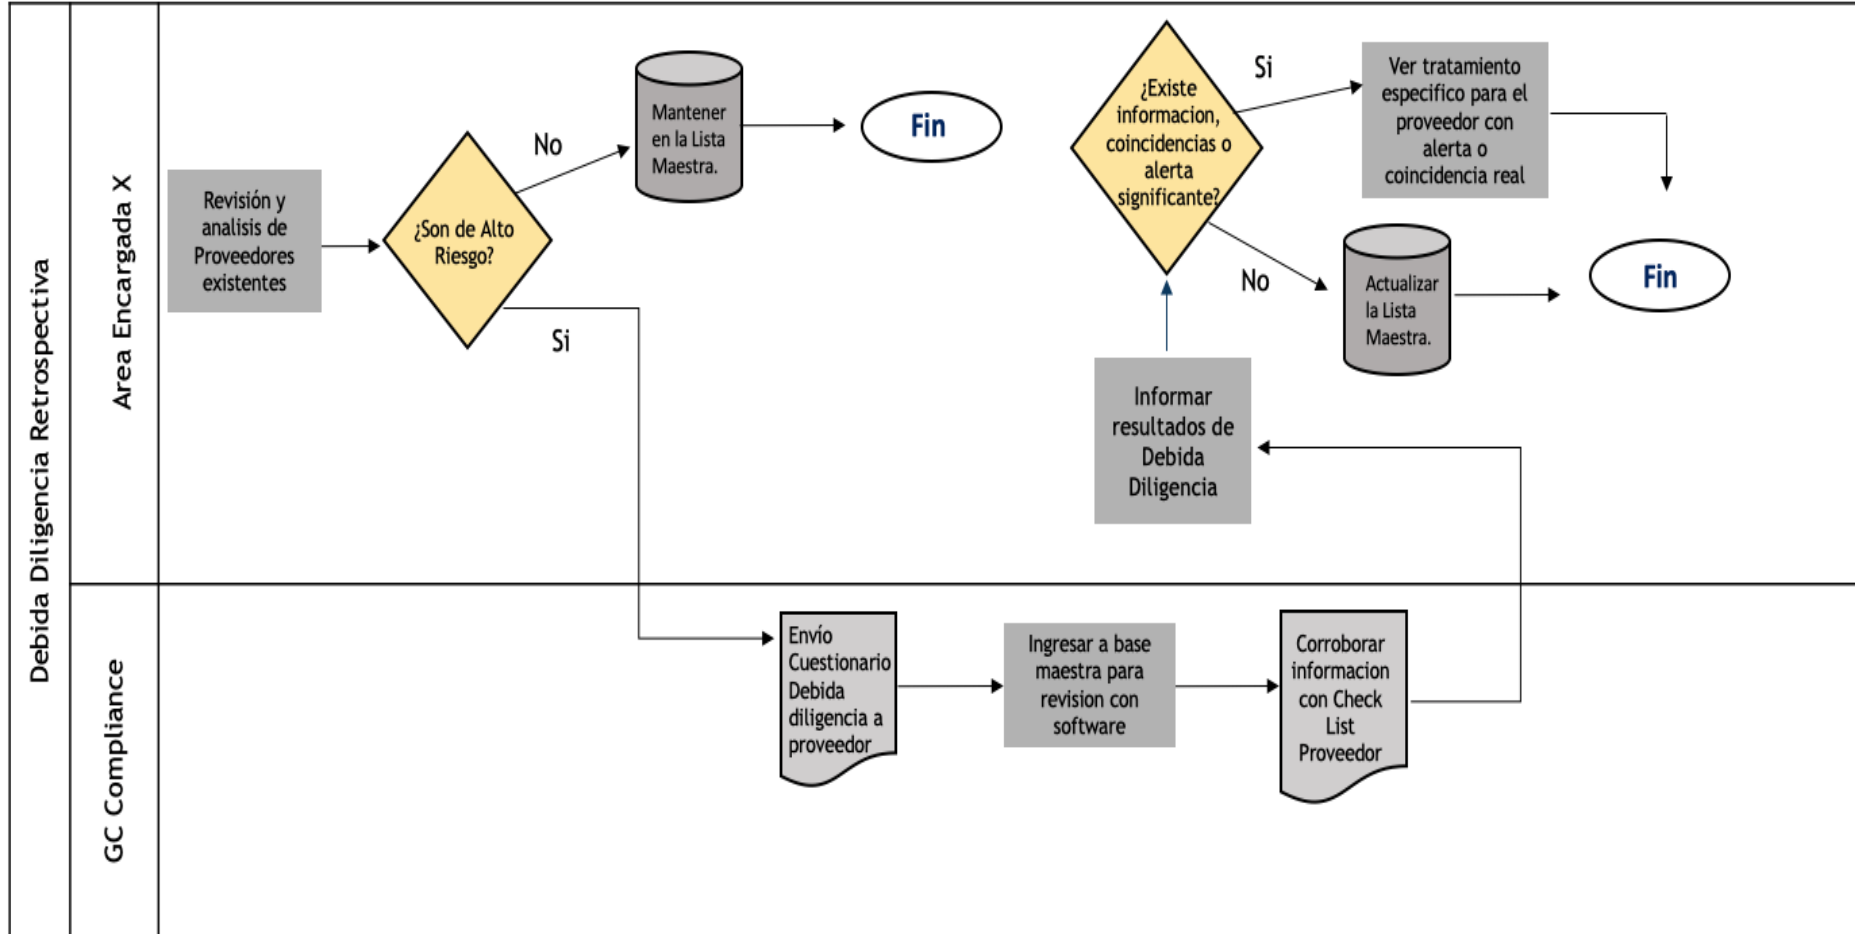 Debida Diligencia Retrospectiva
Area Encargada X
Revisión y
analisis de
Proveedores
existentes
¿Son de Alto
Riesgo?
No
Mantener
en la Lista
Maestra.
Fin
Si
¿Existe
informacion,
coincidencias o
alerta
significante?
Si
Ver tratamiento
especifico para el
proveedor con
alerta o
coincidencia real
No
Actualizar
la Lista
Maestra.
Fin
Informar
resultados de
Debida
Diligencia
GC Compliance
Envío
Cuestionario
Debida
diligencia a
proveedor
Ingresar a base
maestra para
revision con
software
Corroborar
informacion
con Check
List
Proveedor